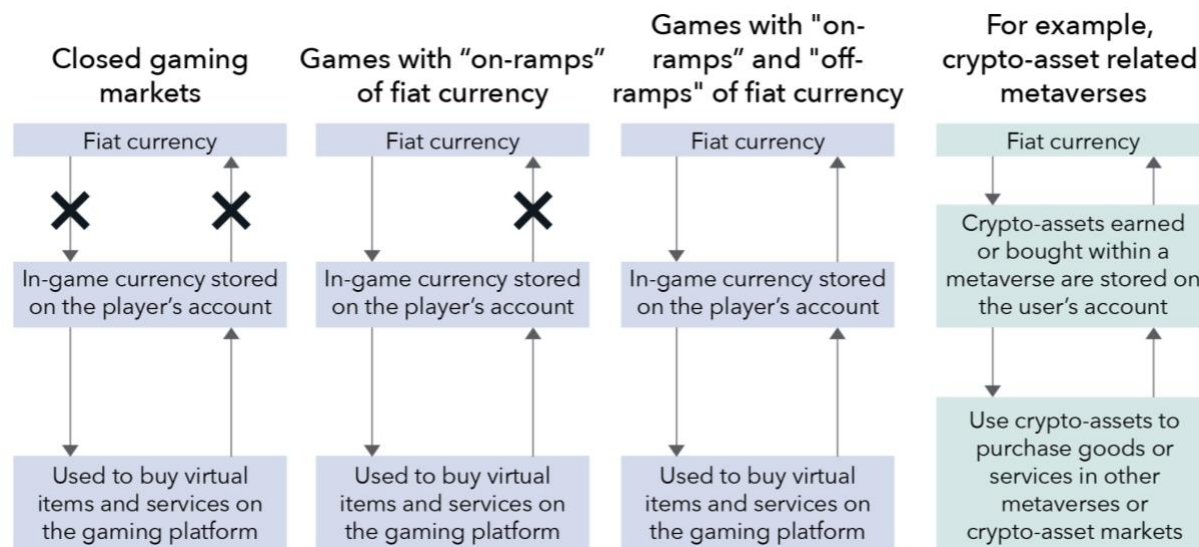 Closed gaming
markets
Fiat currency
In-game currency stored
on the player’s account
Used to buy virtual
items and services on
the gaming platform
Games with “on-ramps”
of fiat currency
Fiat currency
In-game currency stored
on the player’s account
Used to buy virtual
items and services on
the gaming platform
Games with "on-
ramps” and "off-
ramps" of fiat currency
Fiat currency
In-game currency stored
on the player’s account
Used to buy virtual
items and services on
the gaming platform
For example,
crypto-asset related
metaverses
Fiat currency
Crypto-assets earned
or bought within a
metaverse are stored on
the user’s account
Use crypto-assets to
purchase goods or
services in other
metaverses or
crypto-asset markets